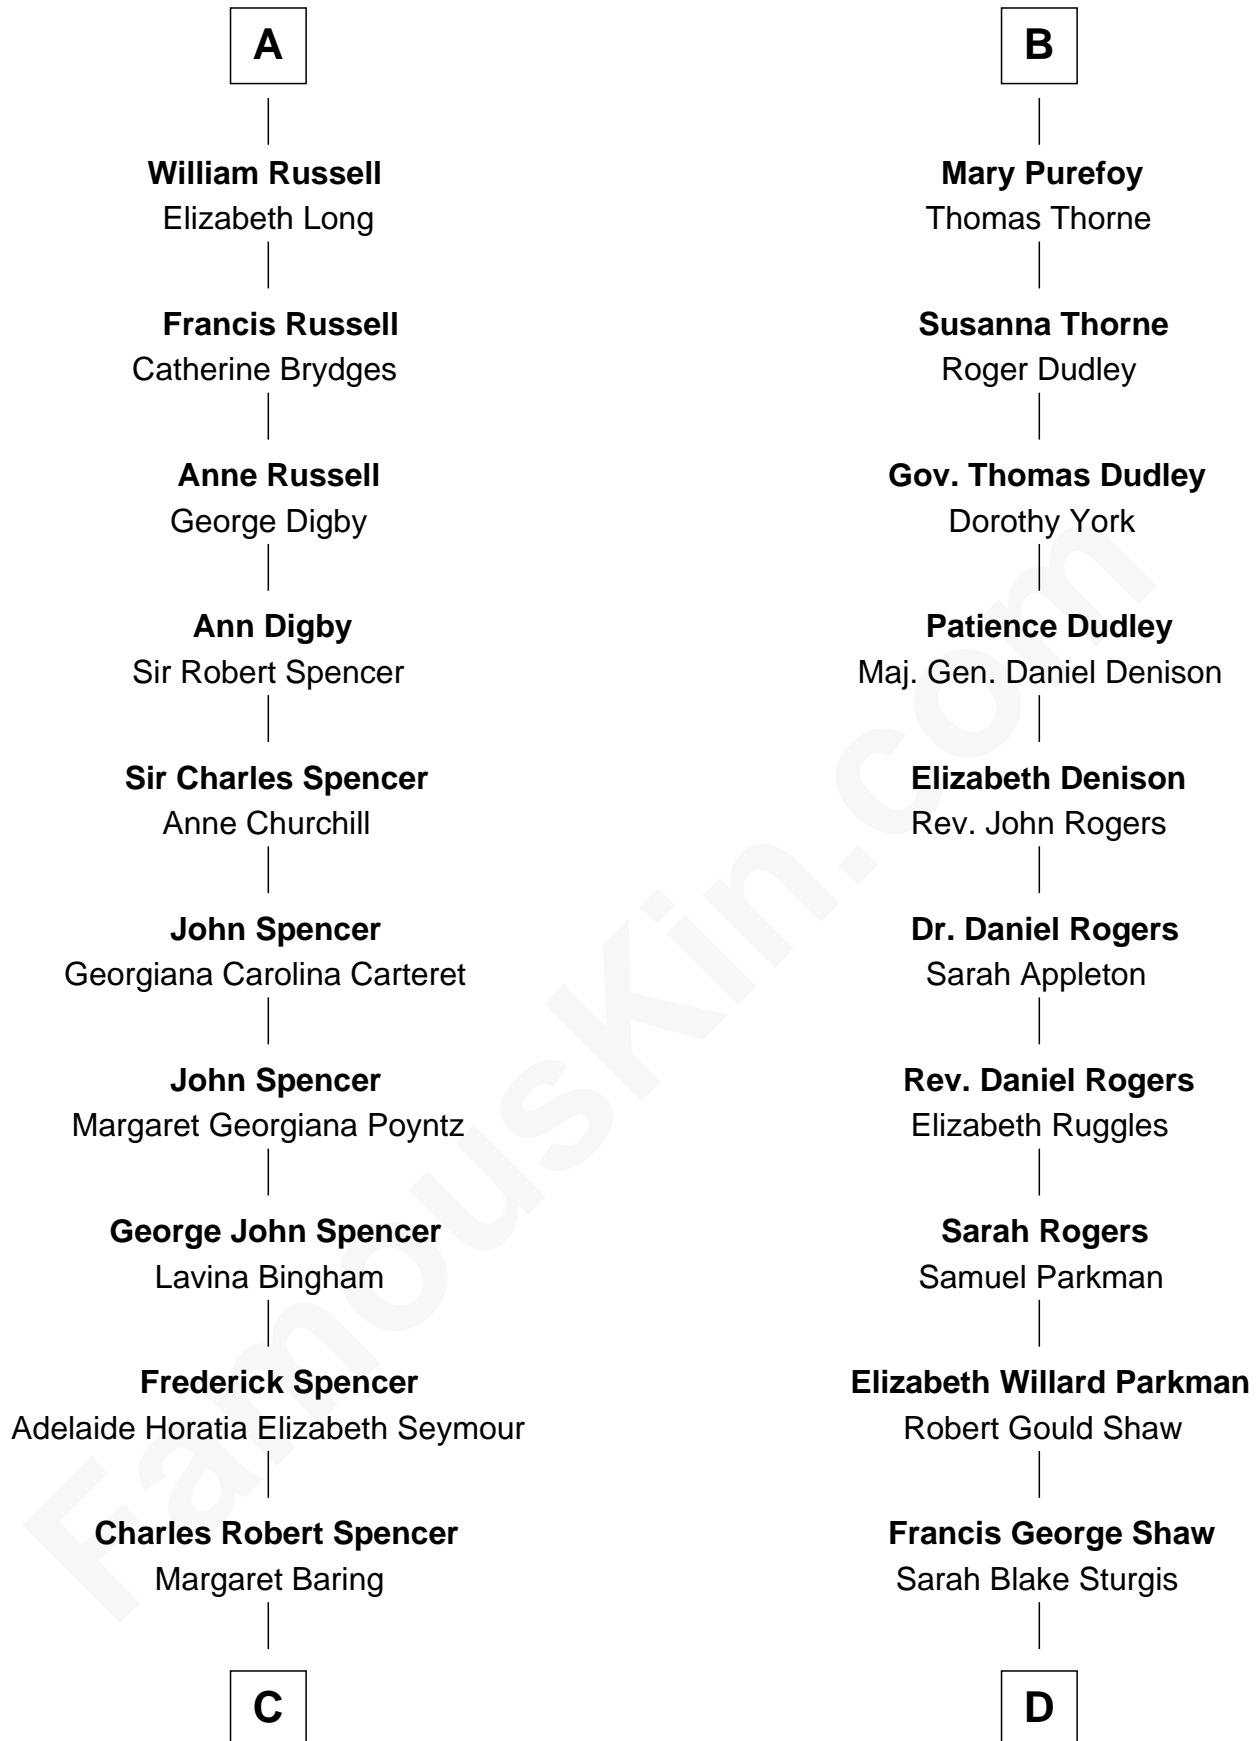 A
William Russell
Elizabeth Long
Francis Russell
Catherine Brydges
Anne Russell
George Digby
Ann Digby
Sir Robert Spencer
Sir Charles Spencer
Anne Churchill
John Spencer
Georgiana Carolina Carteret
John Spencer
Margaret Georgiana Poyntz
George John Spencer
Lavina Bingham
Frederick Spencer
Adelaide Horatia Elizabeth Seymour
Charles Robert Spencer
Margaret Baring
C
B
Mary Purefoy
Thomas Thorne
Susanna Thorne
Roger Dudley
Gov. Thomas Dudley
Dorothy York
Patience Dudley
Maj. Gen. Daniel Denison
Elizabeth Denison
Rev. John Rogers
Dr. Daniel Rogers
Sarah Appleton
Rev. Daniel Rogers
Elizabeth Ruggles
Sarah Rogers
Samuel Parkman
Elizabeth Willard Parkman
Robert Gould Shaw
Francis George Shaw
Sarah Blake Sturgis
D
FamousKin.com